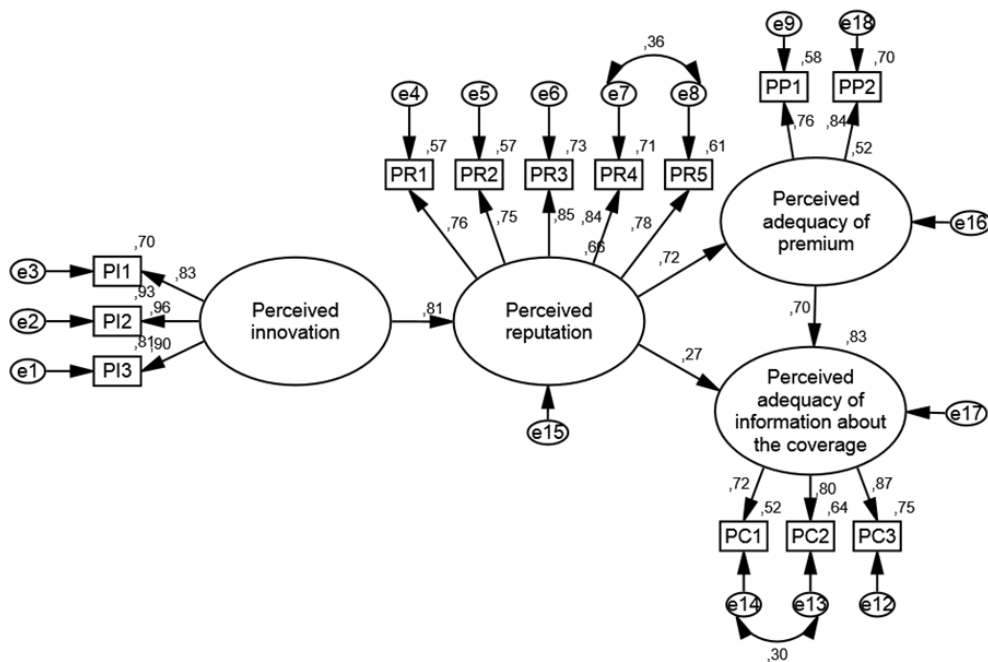 e9
e18
,36
,58
,70
e4
e5
e6
e7
e8
PP1
PP2
,76
,84
,57
,57
,73
,71
,61
,52
PR1
PR2
PR3
PR4
PR5
Perceived
adequacy of
premium
e16
,76
,75
,85
,84
,78
,66
,72
,70
e3
PI1
,83
,93
e2
PI2
,96
,81
,90
e1
PI3
Perceived
innovation
,81
Perceived
reputation
,70
,27
,83
e15
Perceived
adequacy of
information about
the coverage
e17
,72
,80
,87
,52
,64
,75
PC1
PC2
PC3
e14
e13
e12
,30